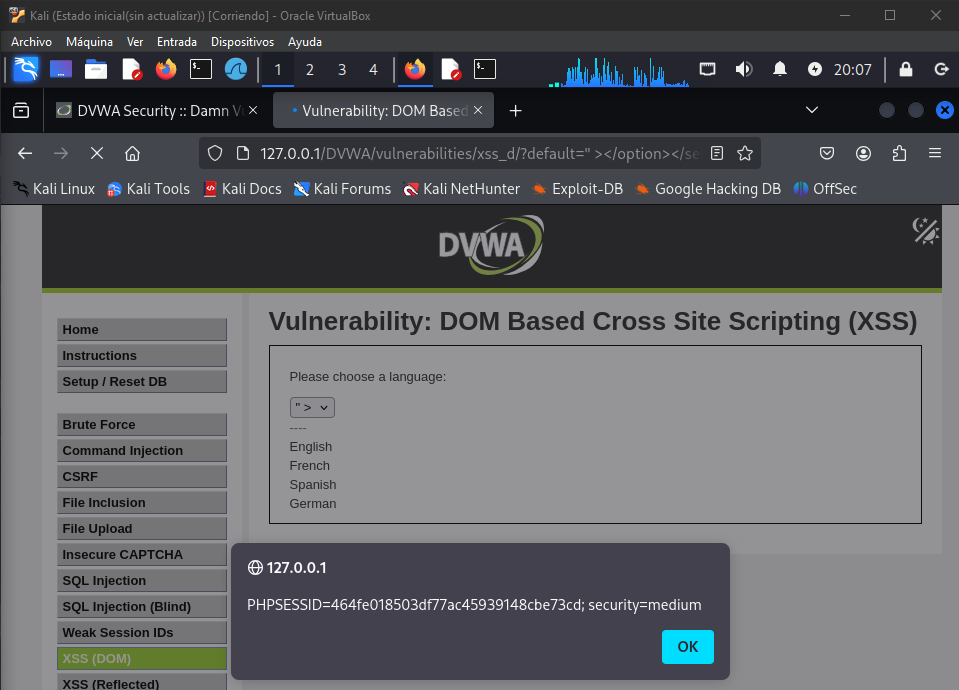 Kali (Estado inicial(sin actualizar)) [Corriendo] - Oracle VirtualBox
Archivo Máquina Ver Entrada Dispositivos Ayuda
1 2 3 4 20:07
DVWA Security :: Damn V Vulnerability: DOM Based
127.0.0.1/DVWA/vulnerabilities/xss_d/?default=" ></option></se
Kali Linux Kali Tools Kali Docs Kali Forums Kali NetHunter Exploit-DB Google Hacking DB OffSec
DVWA
Vulnerability: DOM Based Cross Site Scripting (XSS)
Please choose a language:
" >
----
English
French
Spanish
German
Home
Instructions
Setup / Reset DB
Brute Force
Command Injection
CSRF
File Inclusion
File Upload
Insecure CAPTCHA
SQL Injection
SQL Injection (Blind)
Weak Session IDs
XSS (DOM)
XSS (Reflected)
127.0.0.1
PHPSESSID=464fe018503df77ac45939148cbe73cd; security=medium
OK